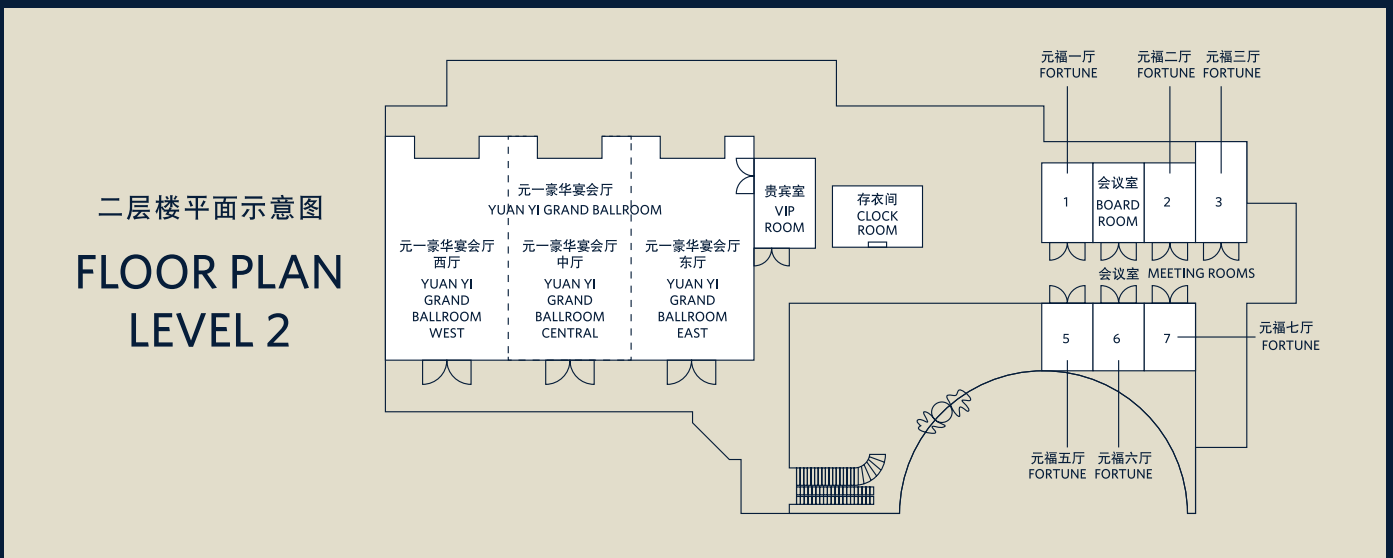 二层楼平面示意图
FLOOR PLAN
LEVEL 2
元一豪华宴会厅
YUAN YI GRAND BALLROOM
元一豪华宴会厅
西厅
YUAN YI
GRAND
BALLROOM
WEST
元一豪华宴会厅
中厅
YUAN YI
GRAND
BALLROOM
CENTRAL
元一豪华宴会厅
东厅
YUAN YI
GRAND
BALLROOM
EAST
贵宾室
VIP
ROOM
存衣间
CLOCK
ROOM
元福一厅
FORTUNE
元福二厅
FORTUNE
元福三厅
FORTUNE
1
会议室
BOARD
ROOM
2
3
会议室 MEETING ROOMS
5
6
7
元福七厅
FORTUNE
元福五厅
FORTUNE
元福六厅
FORTUNE